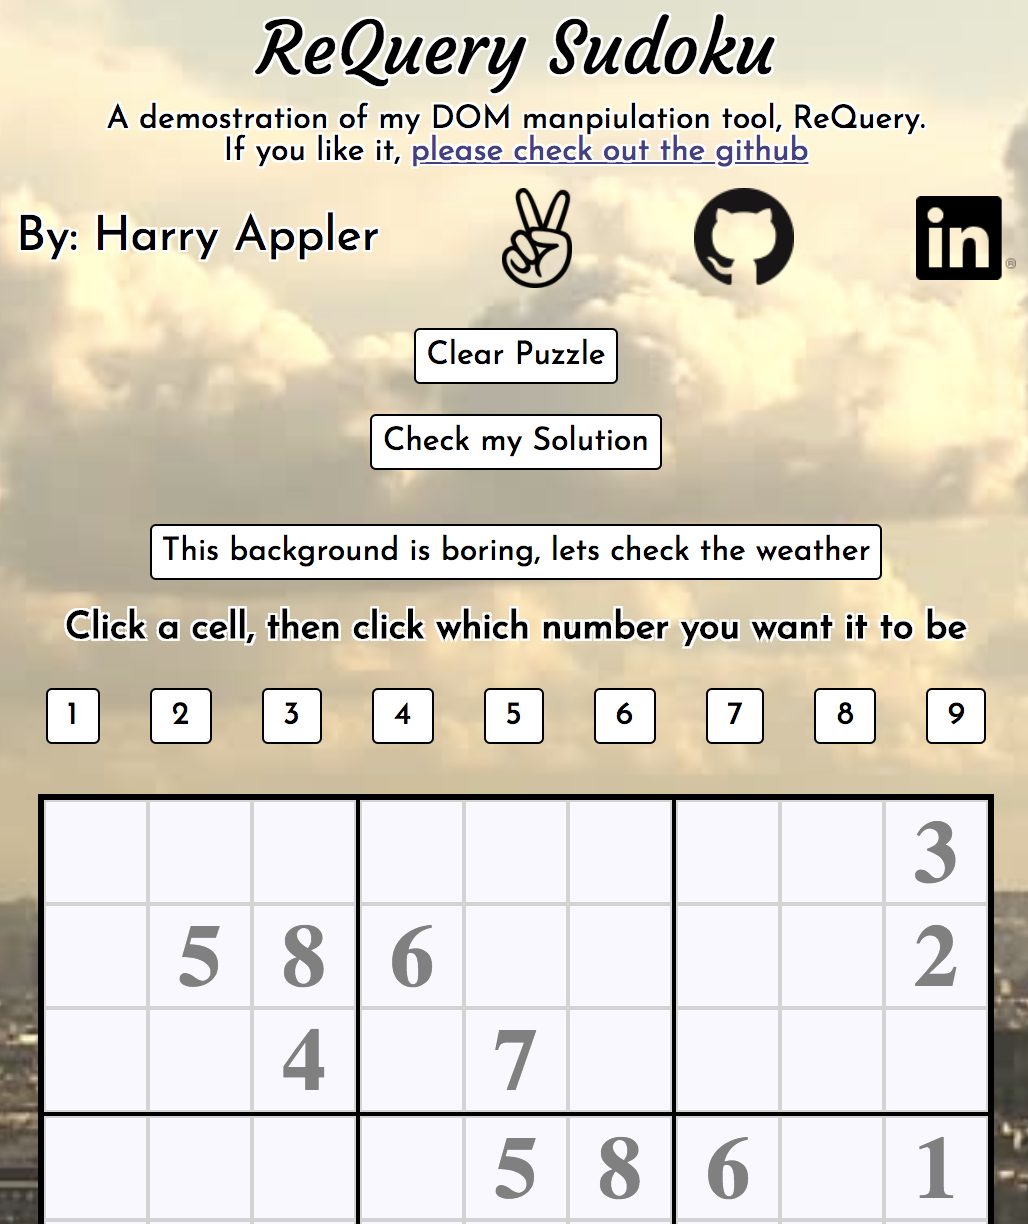 ReQuery Sudoku
A demostration of my DOM manpiulation tool, ReQuery.
If you like it, please check out the github
By: Harry Appler
in ®
Clear Puzzle
Check my Solution
This background is boring, lets check the weather
Click a cell, then click which number you want it to be
1 2 3 4 5 6 7 8 9
3
5 8 6 2
4 7
5 8 6 1